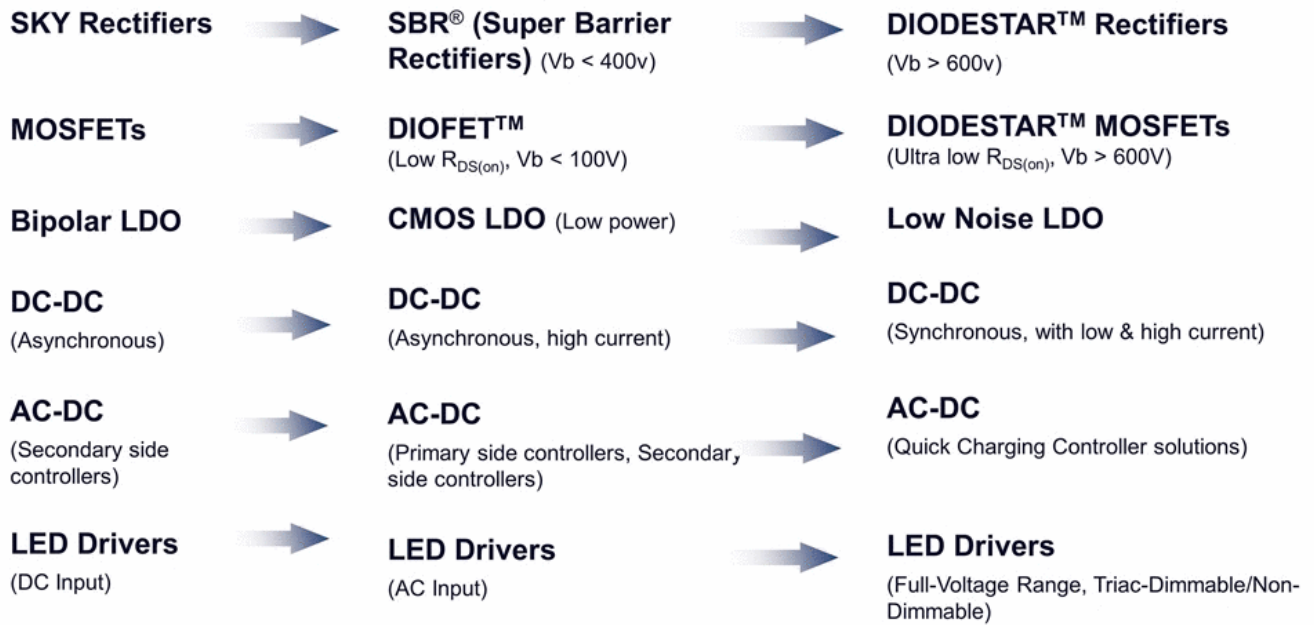 SKY Rectifiers
SBR® (Super Barrier
Rectifiers) (Vb < 400v)
DIODESTAR™ Rectifiers
(Vb > 600v)
MOSFETs
DIOFET™
(Low RDS(on), Vb < 100V)
DIODESTAR™ MOSFETs
(Ultra low RDS(on), Vb > 600V)
Bipolar LDO
CMOS LDO (Low power)
Low Noise LDO
DC-DC
(Asynchronous)
DC-DC
(Asynchronous, high current)
DC-DC
(Synchronous, with low & high current)
AC-DC
(Secondary side
controllers)
AC-DC
(Primary side controllers, Secondary
side controllers)
AC-DC
(Quick Charging Controller solutions)
LED Drivers
(DC Input)
LED Drivers
(AC Input)
LED Drivers
(Full-Voltage Range, Triac-Dimmable/Non-
Dimmable)